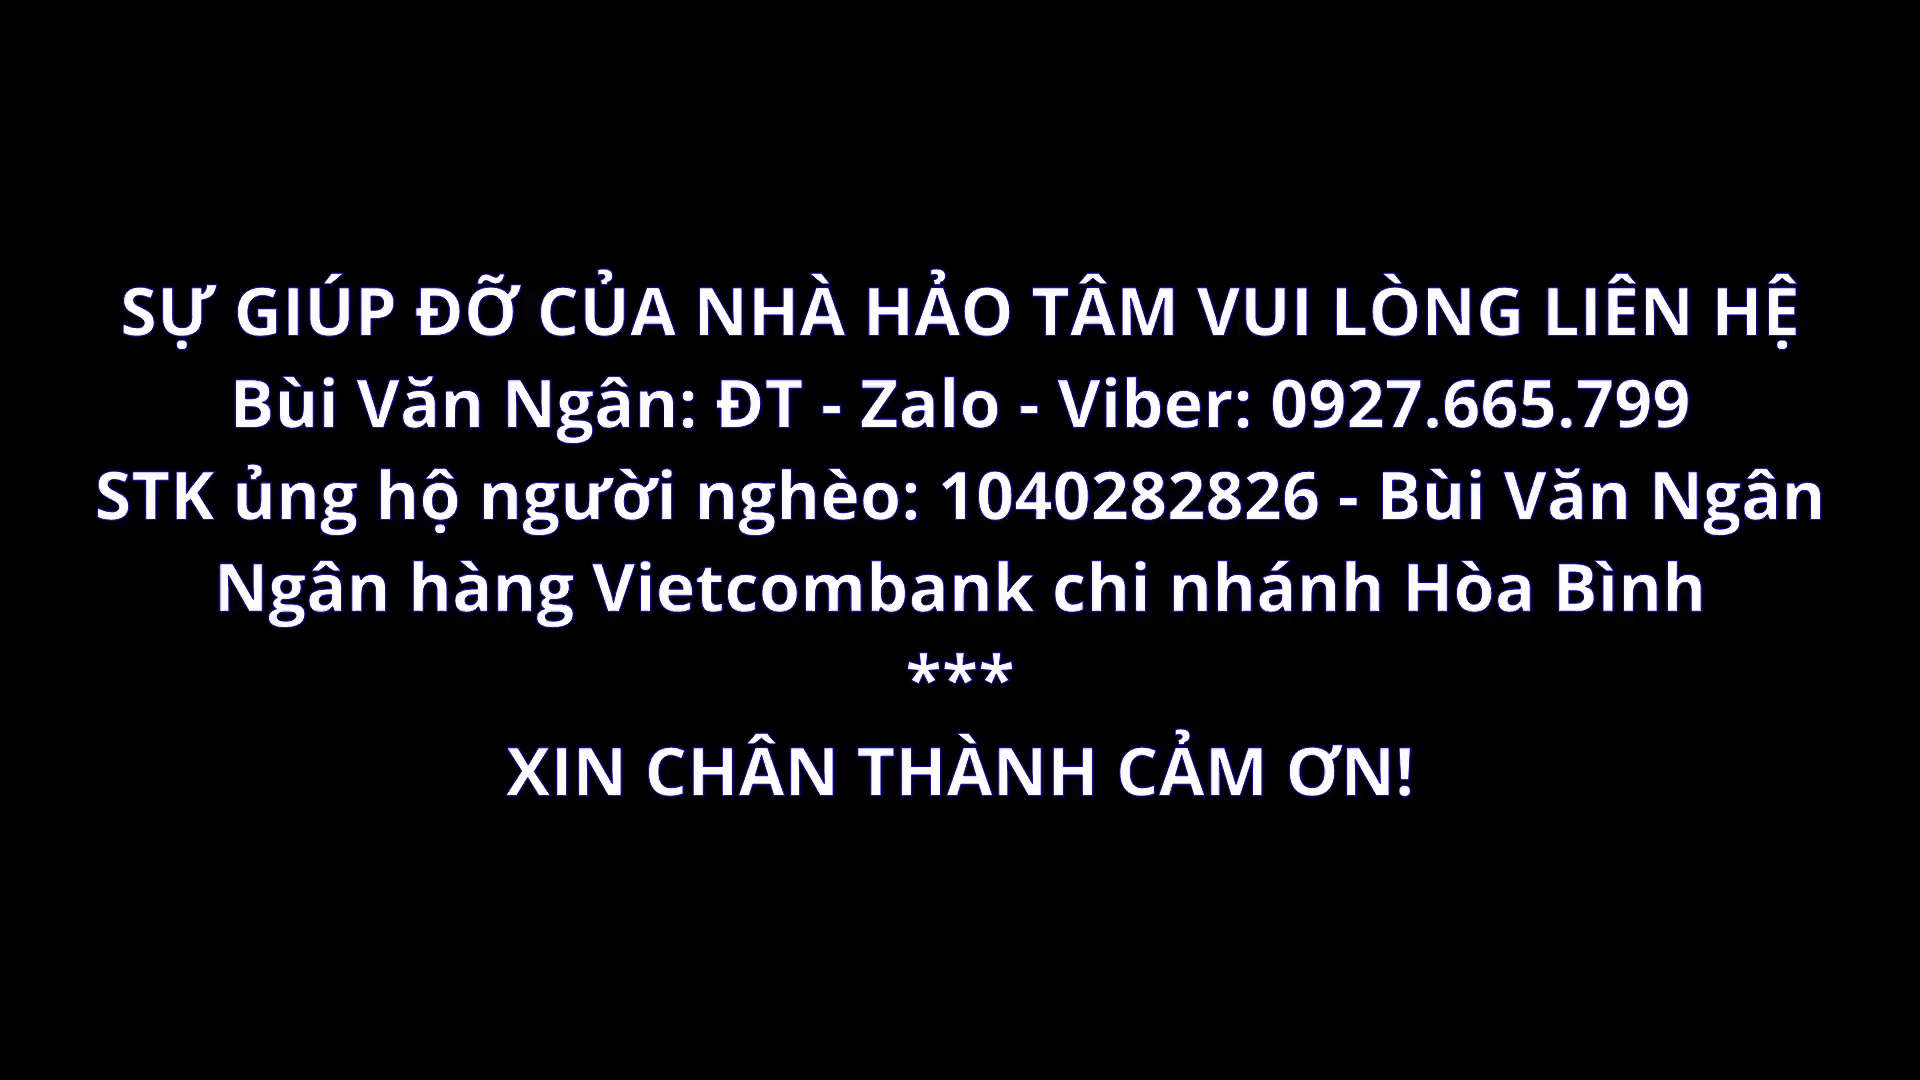 SỰ GIÚP ĐỠ CỦA NHÀ HẢO TÂM VUI LÒNG LIÊN HỆ
Bùi Văn Ngân: ĐT - Zalo - Viber: 0927.665.799
STK ủng hộ người nghèo: 1040282826 - Bùi Văn Ngân
Ngân hàng Vietcombank chi nhánh Hòa Bình
***
XIN CHÂN THÀNH CẢM ƠN!